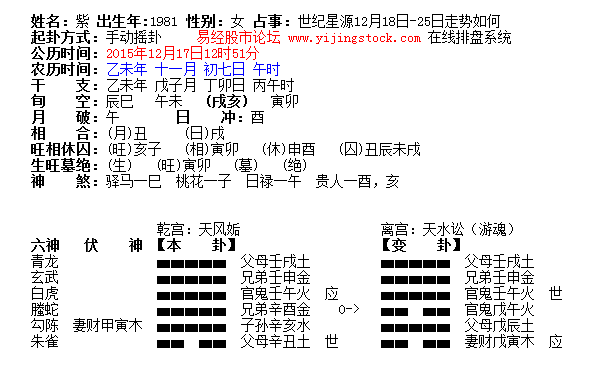 姓名：紫 出生年:1981 性别：女 占事：世纪星源12月18日-25日走势如何
起卦方式：手动摇卦 易经股市论坛 www.yijingstock.com 在线排盘系统
公历时间：2015年12月17日12时51分
农历时间：乙未年 十一月 初七日 午时
干 支：乙未年 戊子月 丁卯日 丙午时
旬 空：辰巳 午未 (戌亥) 寅卯
月 破：午 日 冲：酉
相 合：(月)丑 (日)戌
旺相休囚：(旺)亥子 (相)寅卯 (休)申酉 (囚)丑辰未戌
生旺墓绝：(生) (旺)寅卯 (墓) (绝)
神 煞：驿马—巳 桃花—子 日禄—午 贵人—酉，亥
乾宫：天风姤 离宫：天水讼（游魂）
六神 伏 神 【本 卦】 【变 卦】
青龙 父母壬戌土 父母壬戌土
玄武 兄弟壬申金 兄弟壬申金
白虎 官鬼壬午火 应 官鬼壬午火 世
螣蛇 兄弟辛酉金 O-> 官鬼戊午火
勾陈 妻财甲寅木 子孙辛亥水 父母戊辰土
朱雀 父母辛丑土 世 妻财戊寅木 应